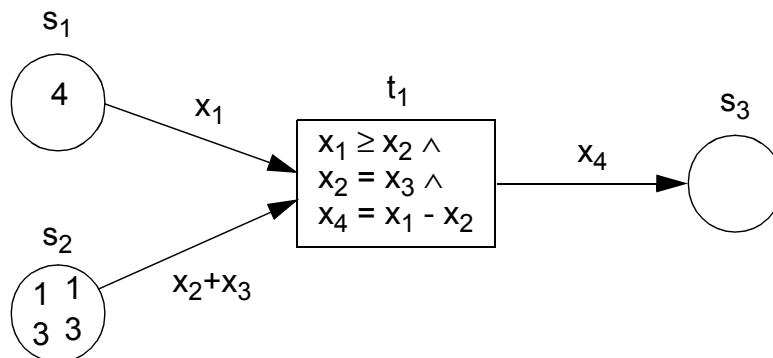 s₁
4
x₁
t₁
x₁ ≥ x₂ ∧
x₂ = x₃ ∧
x₄ = x₁ - x₂
x₄
s₃
s₂
1 1
3 3
x₂+x₃